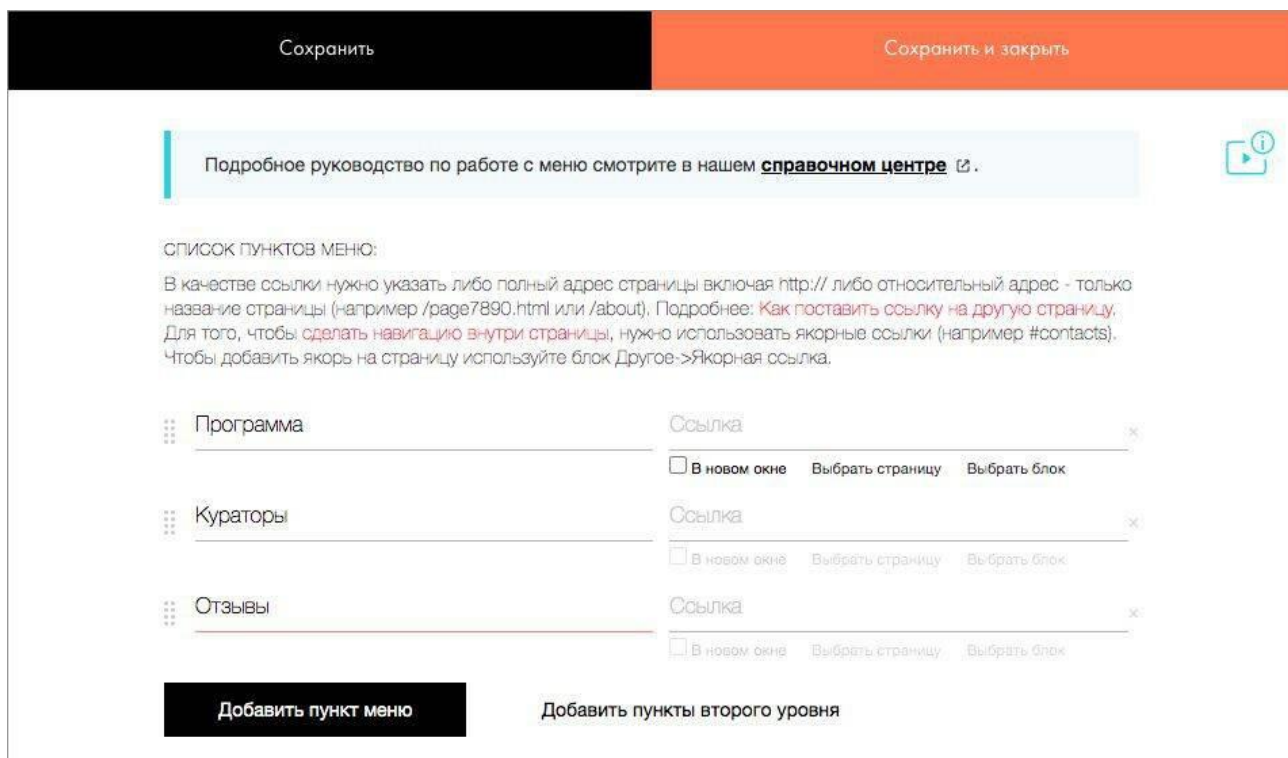 Сохранить
Сохранить и закрыть
Подробное руководство по работе с меню смотрите в нашем справочном центре.
СПИСОК ПУНКТОВ МЕНЮ:
В качестве ссылки нужно указать либо полный адрес страницы включая http:// либо относительный адрес - только
название страницы (например /page7890.html или /about). Подробнее: Как поставить ссылку на другую страницу.
Для того, чтобы сделать навигацию внутри страницы, нужно использовать якорные ссылки (например #contacts).
Чтобы добавить якорь на страницу используйте блок Другое->Якорная ссылка.
Программа
Ссылка
В новом окне Выбрать страницу Выбрать блок
Кураторы
Ссылка
В новом окне Выбрать страницу Выбрать блок
Отзывы
Ссылка
В новом окне Выбрать страницу Выбрать блок
Добавить пункт меню
Добавить пункты второго уровня